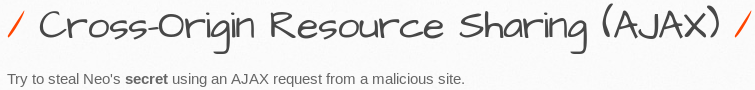 / Cross-Origin Resource Sharing (AJAX) /
Try to steal Neo's secret using an AJAX request from a malicious site.